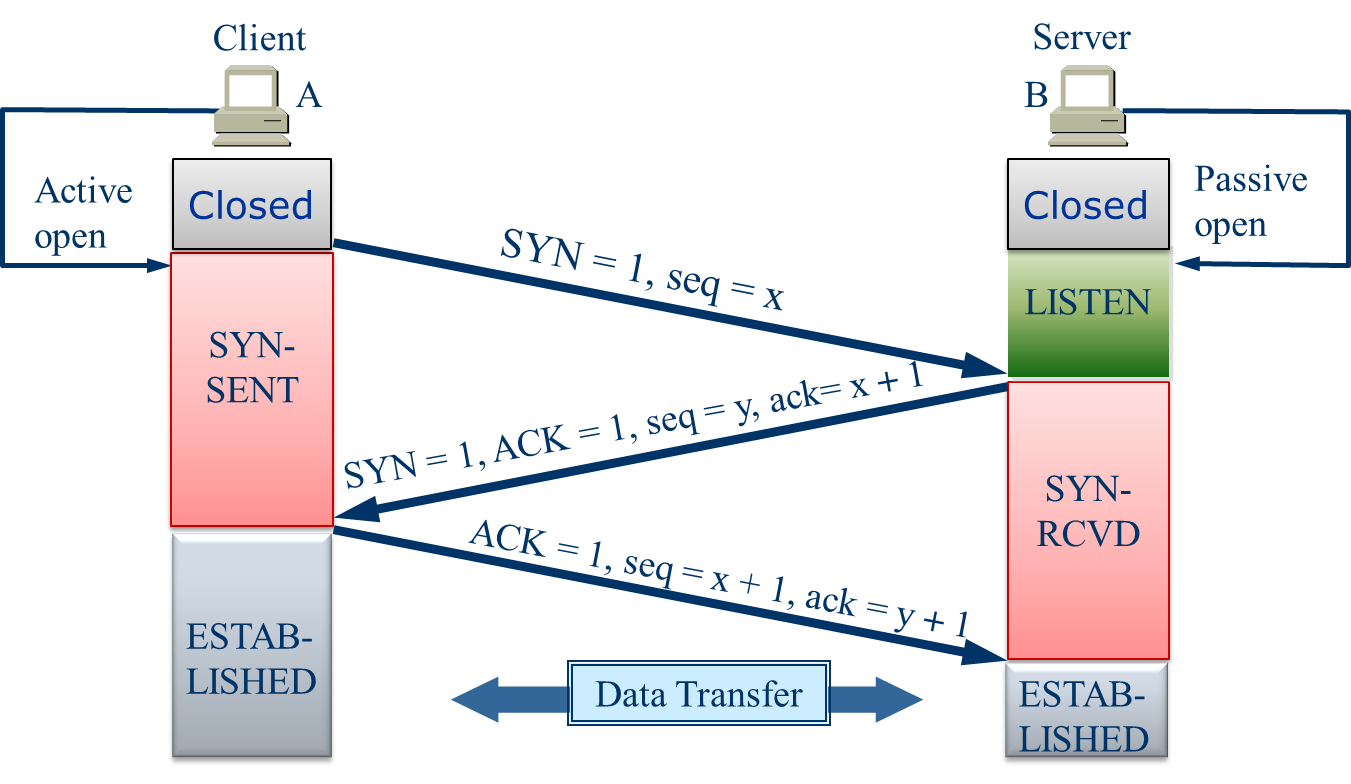 Client
Server
A
B
Active
open
Closed
Closed
Passive
open
SYN = 1, seq = x
LISTEN
SYN-
SENT
SYN = 1, ACK = 1, seq = y, ack= x + 1
SYN-
RCVD
ACK = 1, seq = x + 1, ack = y + 1
ESTAB-
LISHED
Data Transfer
ESTAB-
LISHED